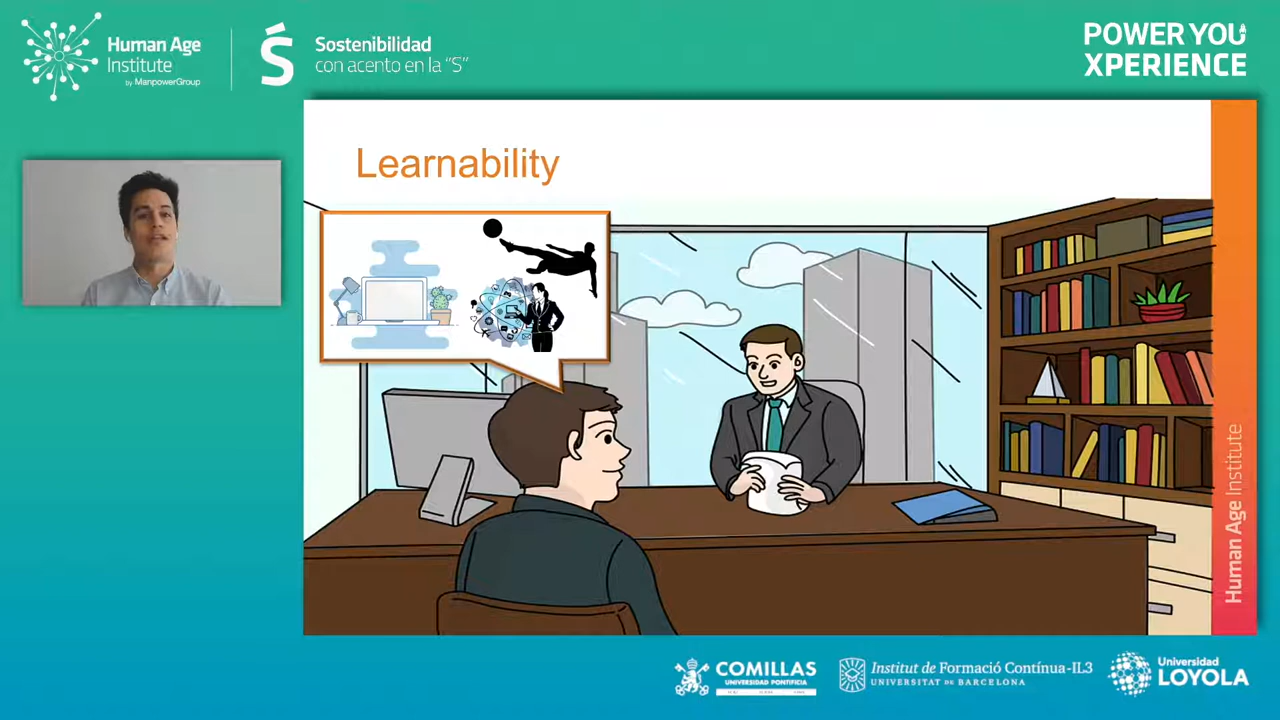 Human Age
Institute
by ManpowerGroup
Ś
Sostenibilidad
con acento en la “S”
POWER YOU
XPERIENCE
Learnability
Human Age Institute
COMILLAS
UNIVERSIDAD PONTIFICIA
Institut de Formació Contínua-IL3
UNIVERSITAT DE BARCELONA
Universidad
LOYOLA